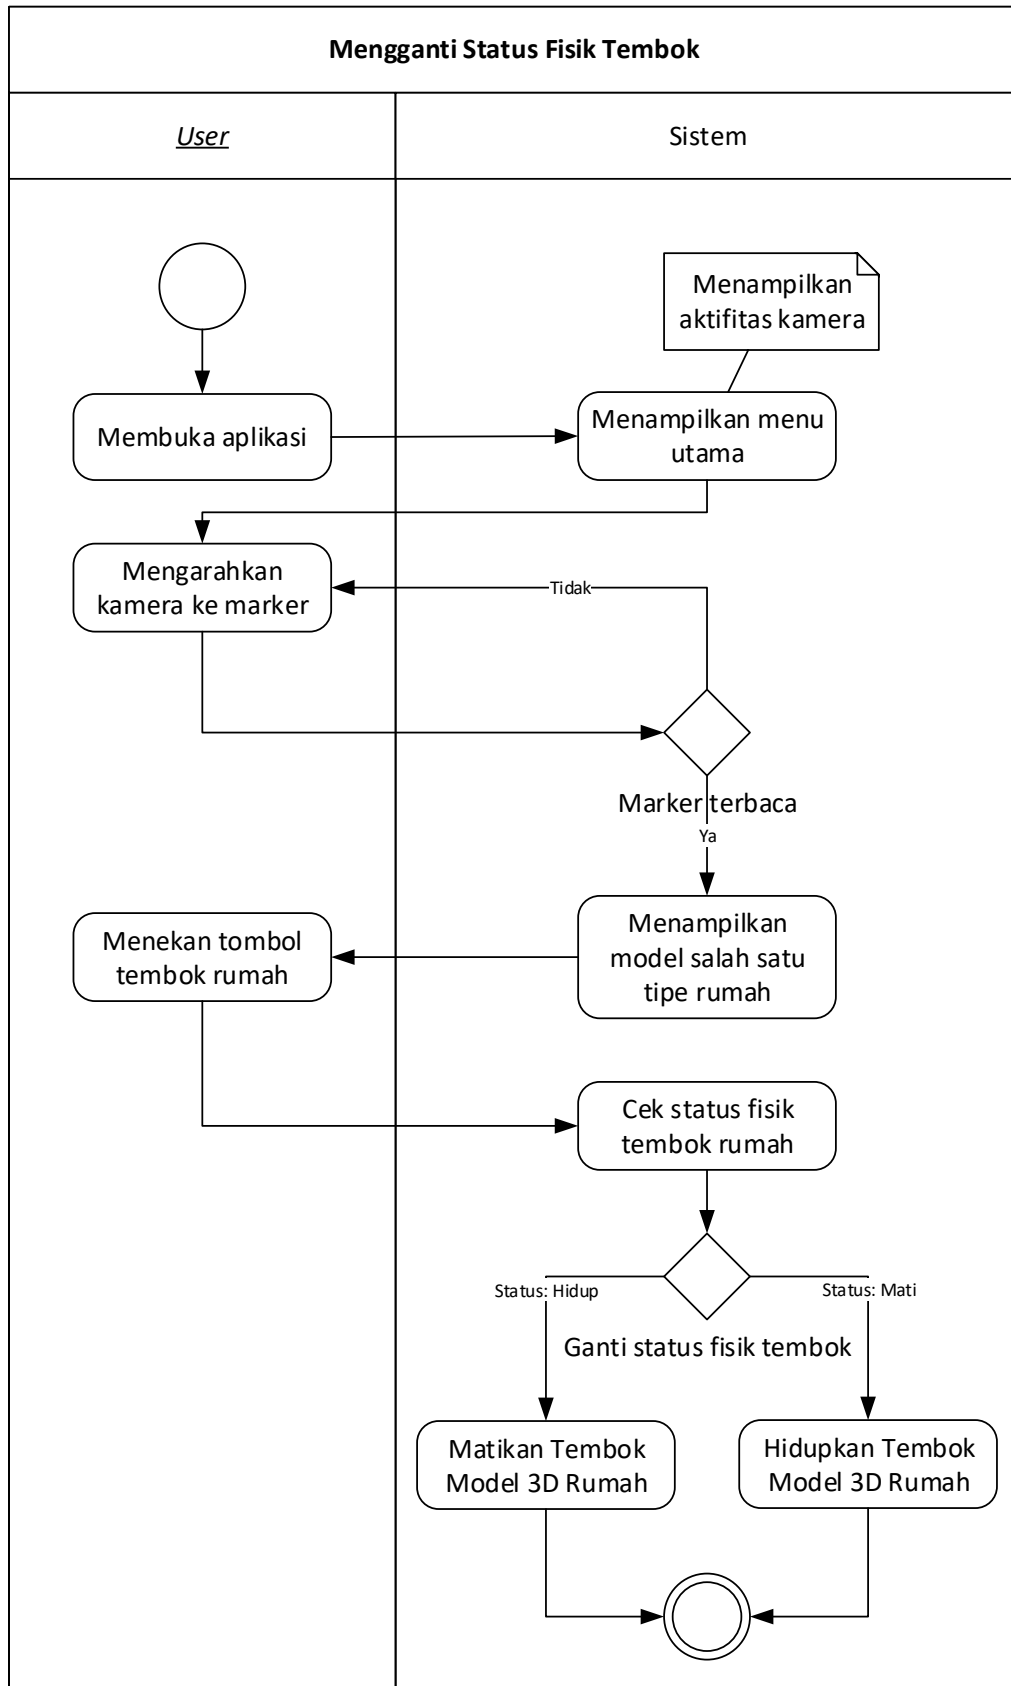 Mengganti Status Fisik Tembok
User
Sistem
Menampilkan
aktifitas kamera
Membuka aplikasi
Menampilkan menu
utama
Mengarahkan
kamera ke marker
Tidak
Marker terbaca
Ya
Menekan tombol
tembok rumah
Menampilkan
model salah satu
tipe rumah
Cek status fisik
tembok rumah
Status: Hidup
Status: Mati
Ganti status fisik tembok
Matikan Tembok
Model 3D Rumah
Hidupkan Tembok
Model 3D Rumah